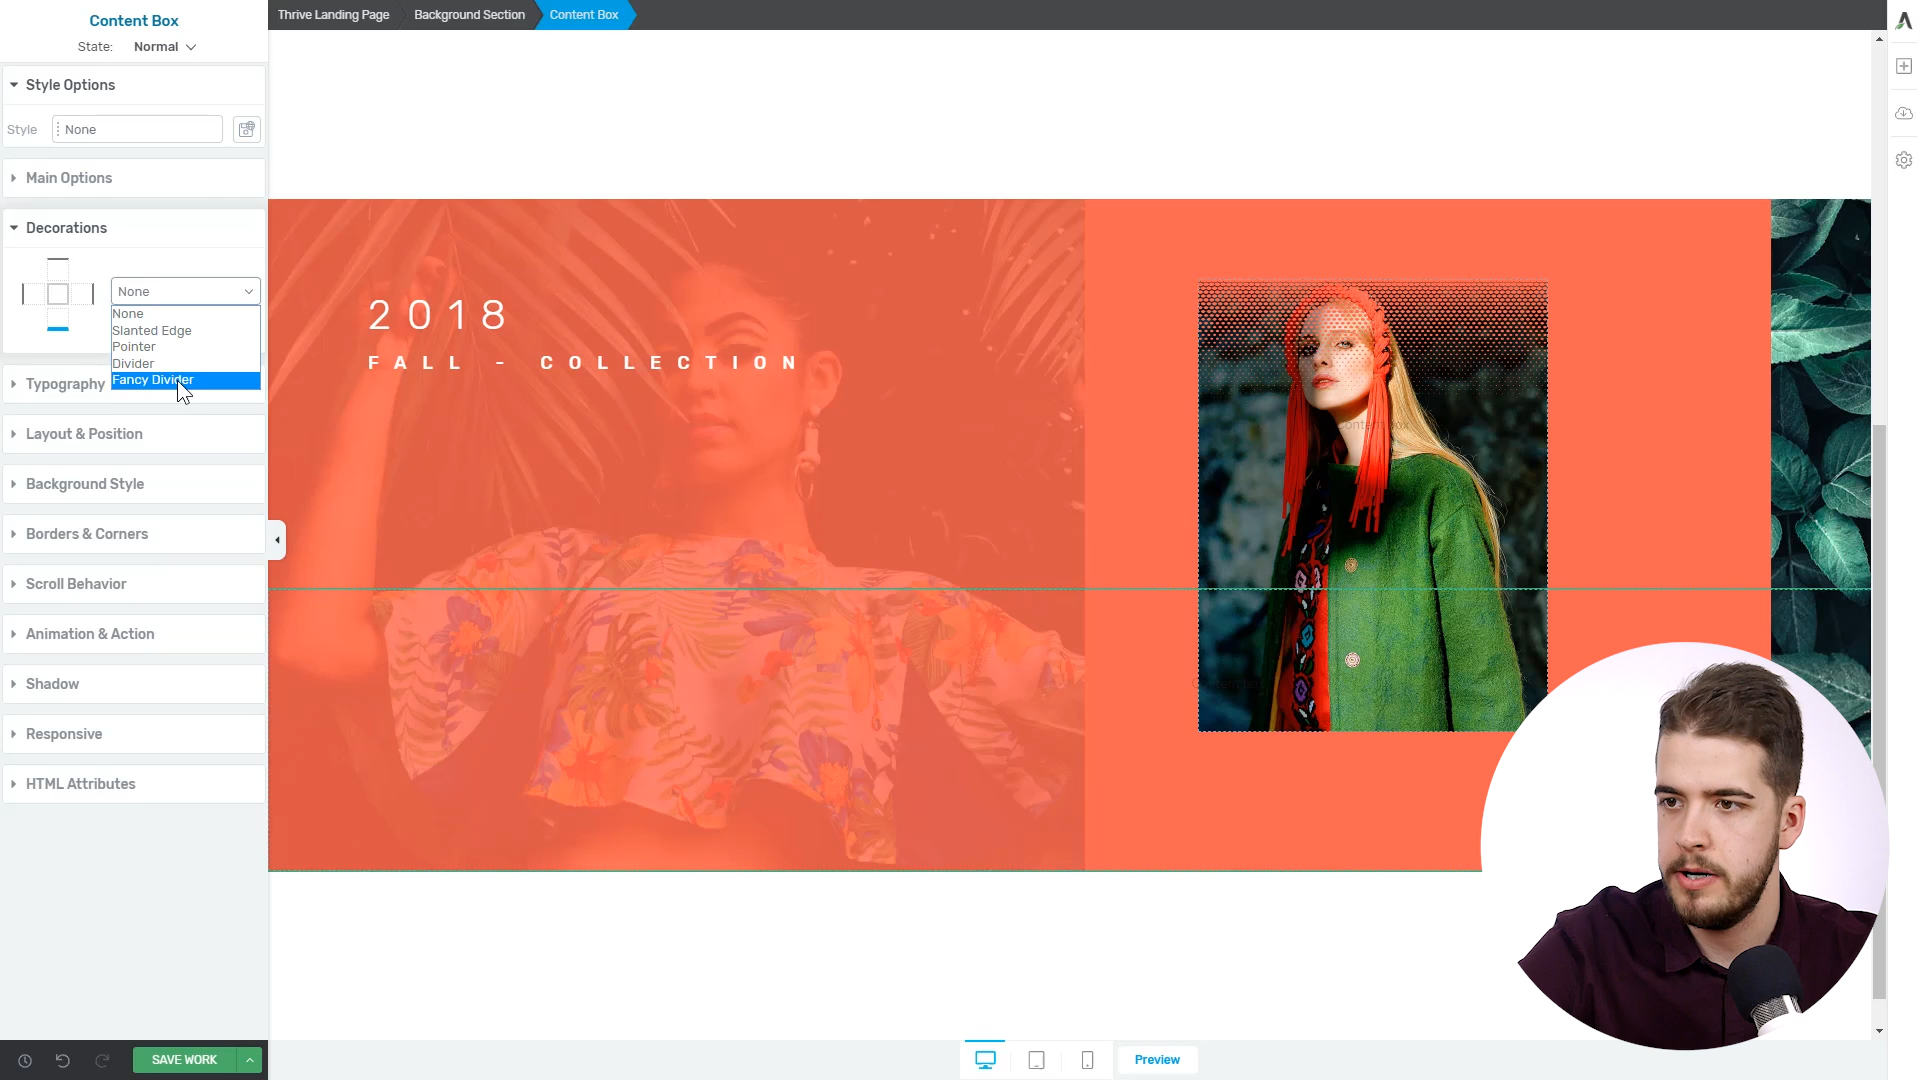 Content Box
State: Normal
Style Options
Style None
Main Options
Decorations
None
None
Slanted Edge
Pointer
Divider
Fancy Divider
Typography
Layout & Position
Background Style
Borders & Corners
Scroll Behavior
Animation & Action
Shadow
Responsive
HTML Attributes
SAVE WORK
Thrive Landing Page Background Section Content Box
2018
FALL - COLLECTION
Content Box
Preview